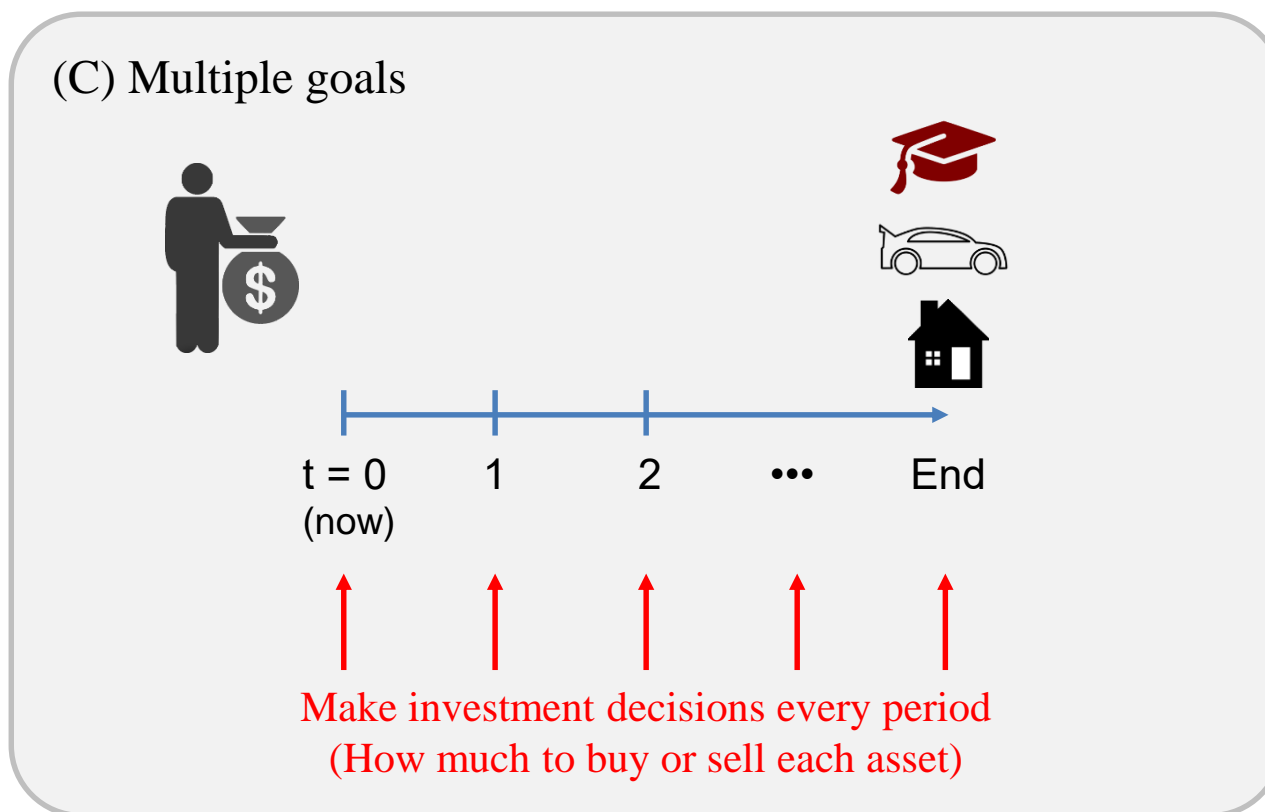 (C) Multiple goals
$
t = 0 1 2 ••• End
(now)
Make investment decisions every period
(How much to buy or sell each asset)